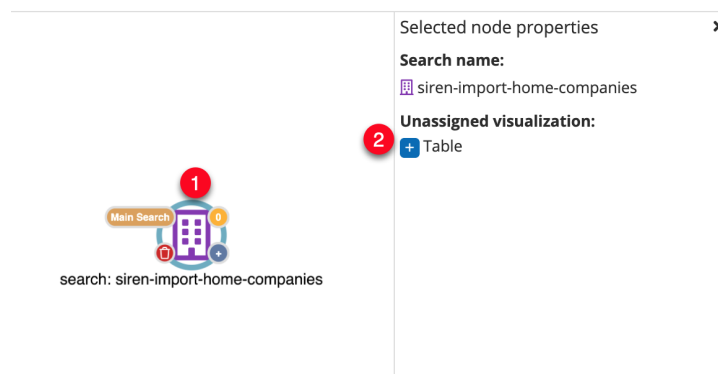 Selected node properties
Search name:
siren-import-home-companies
Unassigned visualization:
2
+ Table
1
Main Search
0
+
search: siren-import-home-companies